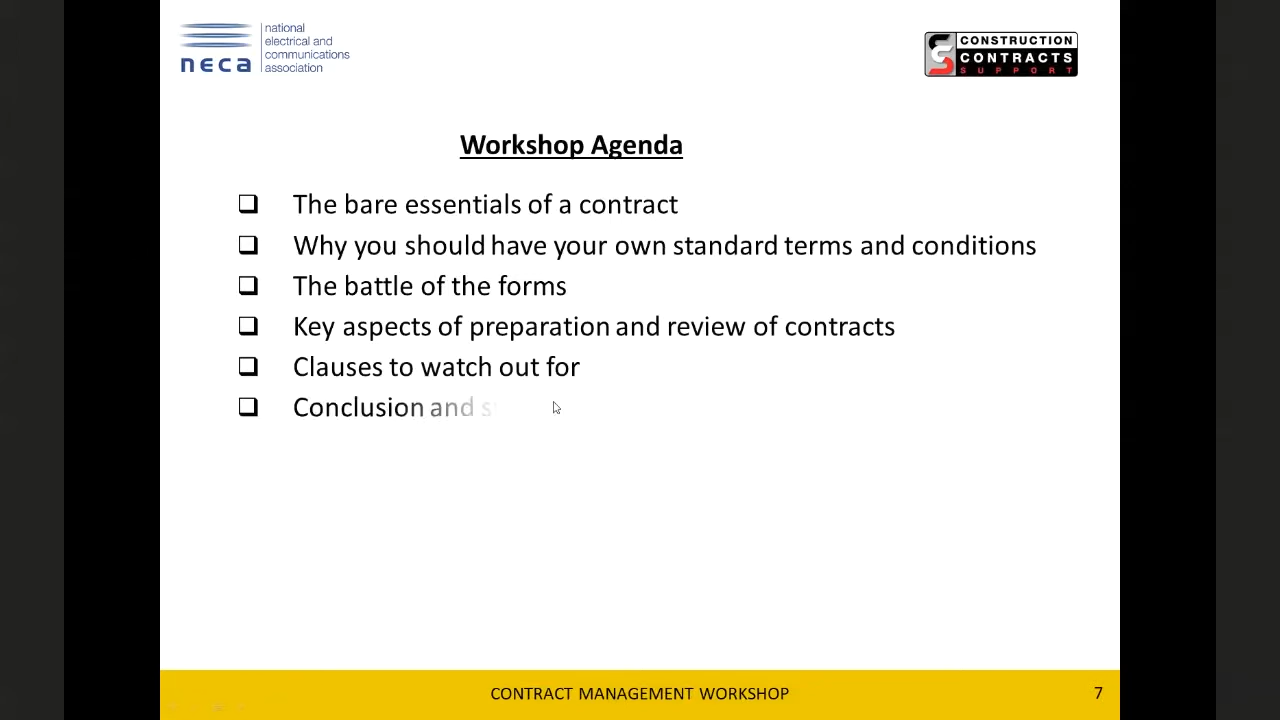 national
electrical and
communications
association
neca
CONSTRUCTION
CONTRACTS
SUPPORT
Workshop Agenda
The bare essentials of a contract
Why you should have your own standard terms and conditions
The battle of the forms
Key aspects of preparation and review of contracts
Clauses to watch out for
Conclusion and
CONTRACT MANAGEMENT WORKSHOP
7